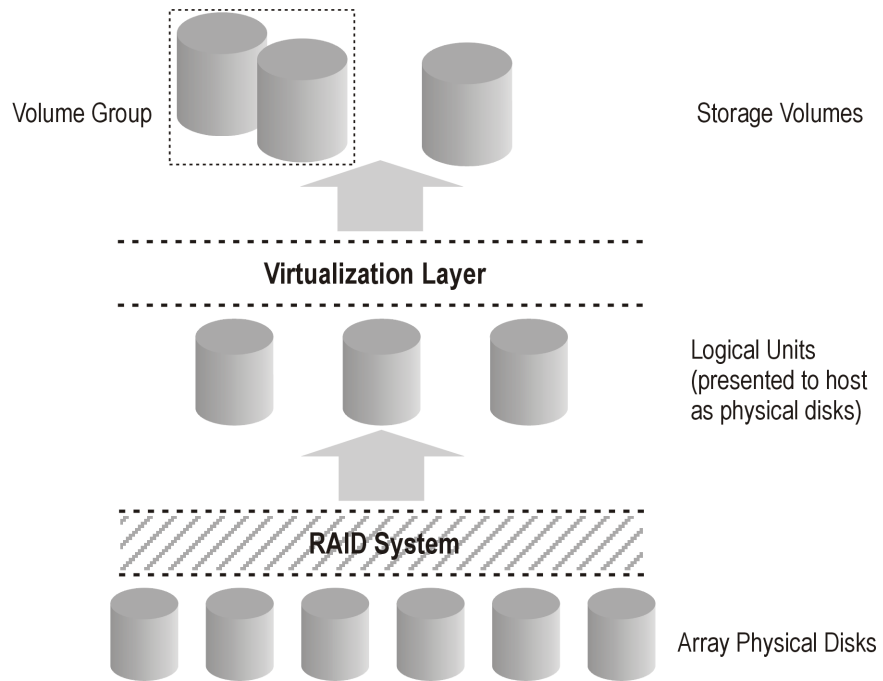 Volume Group
Storage Volumes
Virtualization Layer
Logical Units
(presented to host
as physical disks)
RAID System
Array Physical Disks